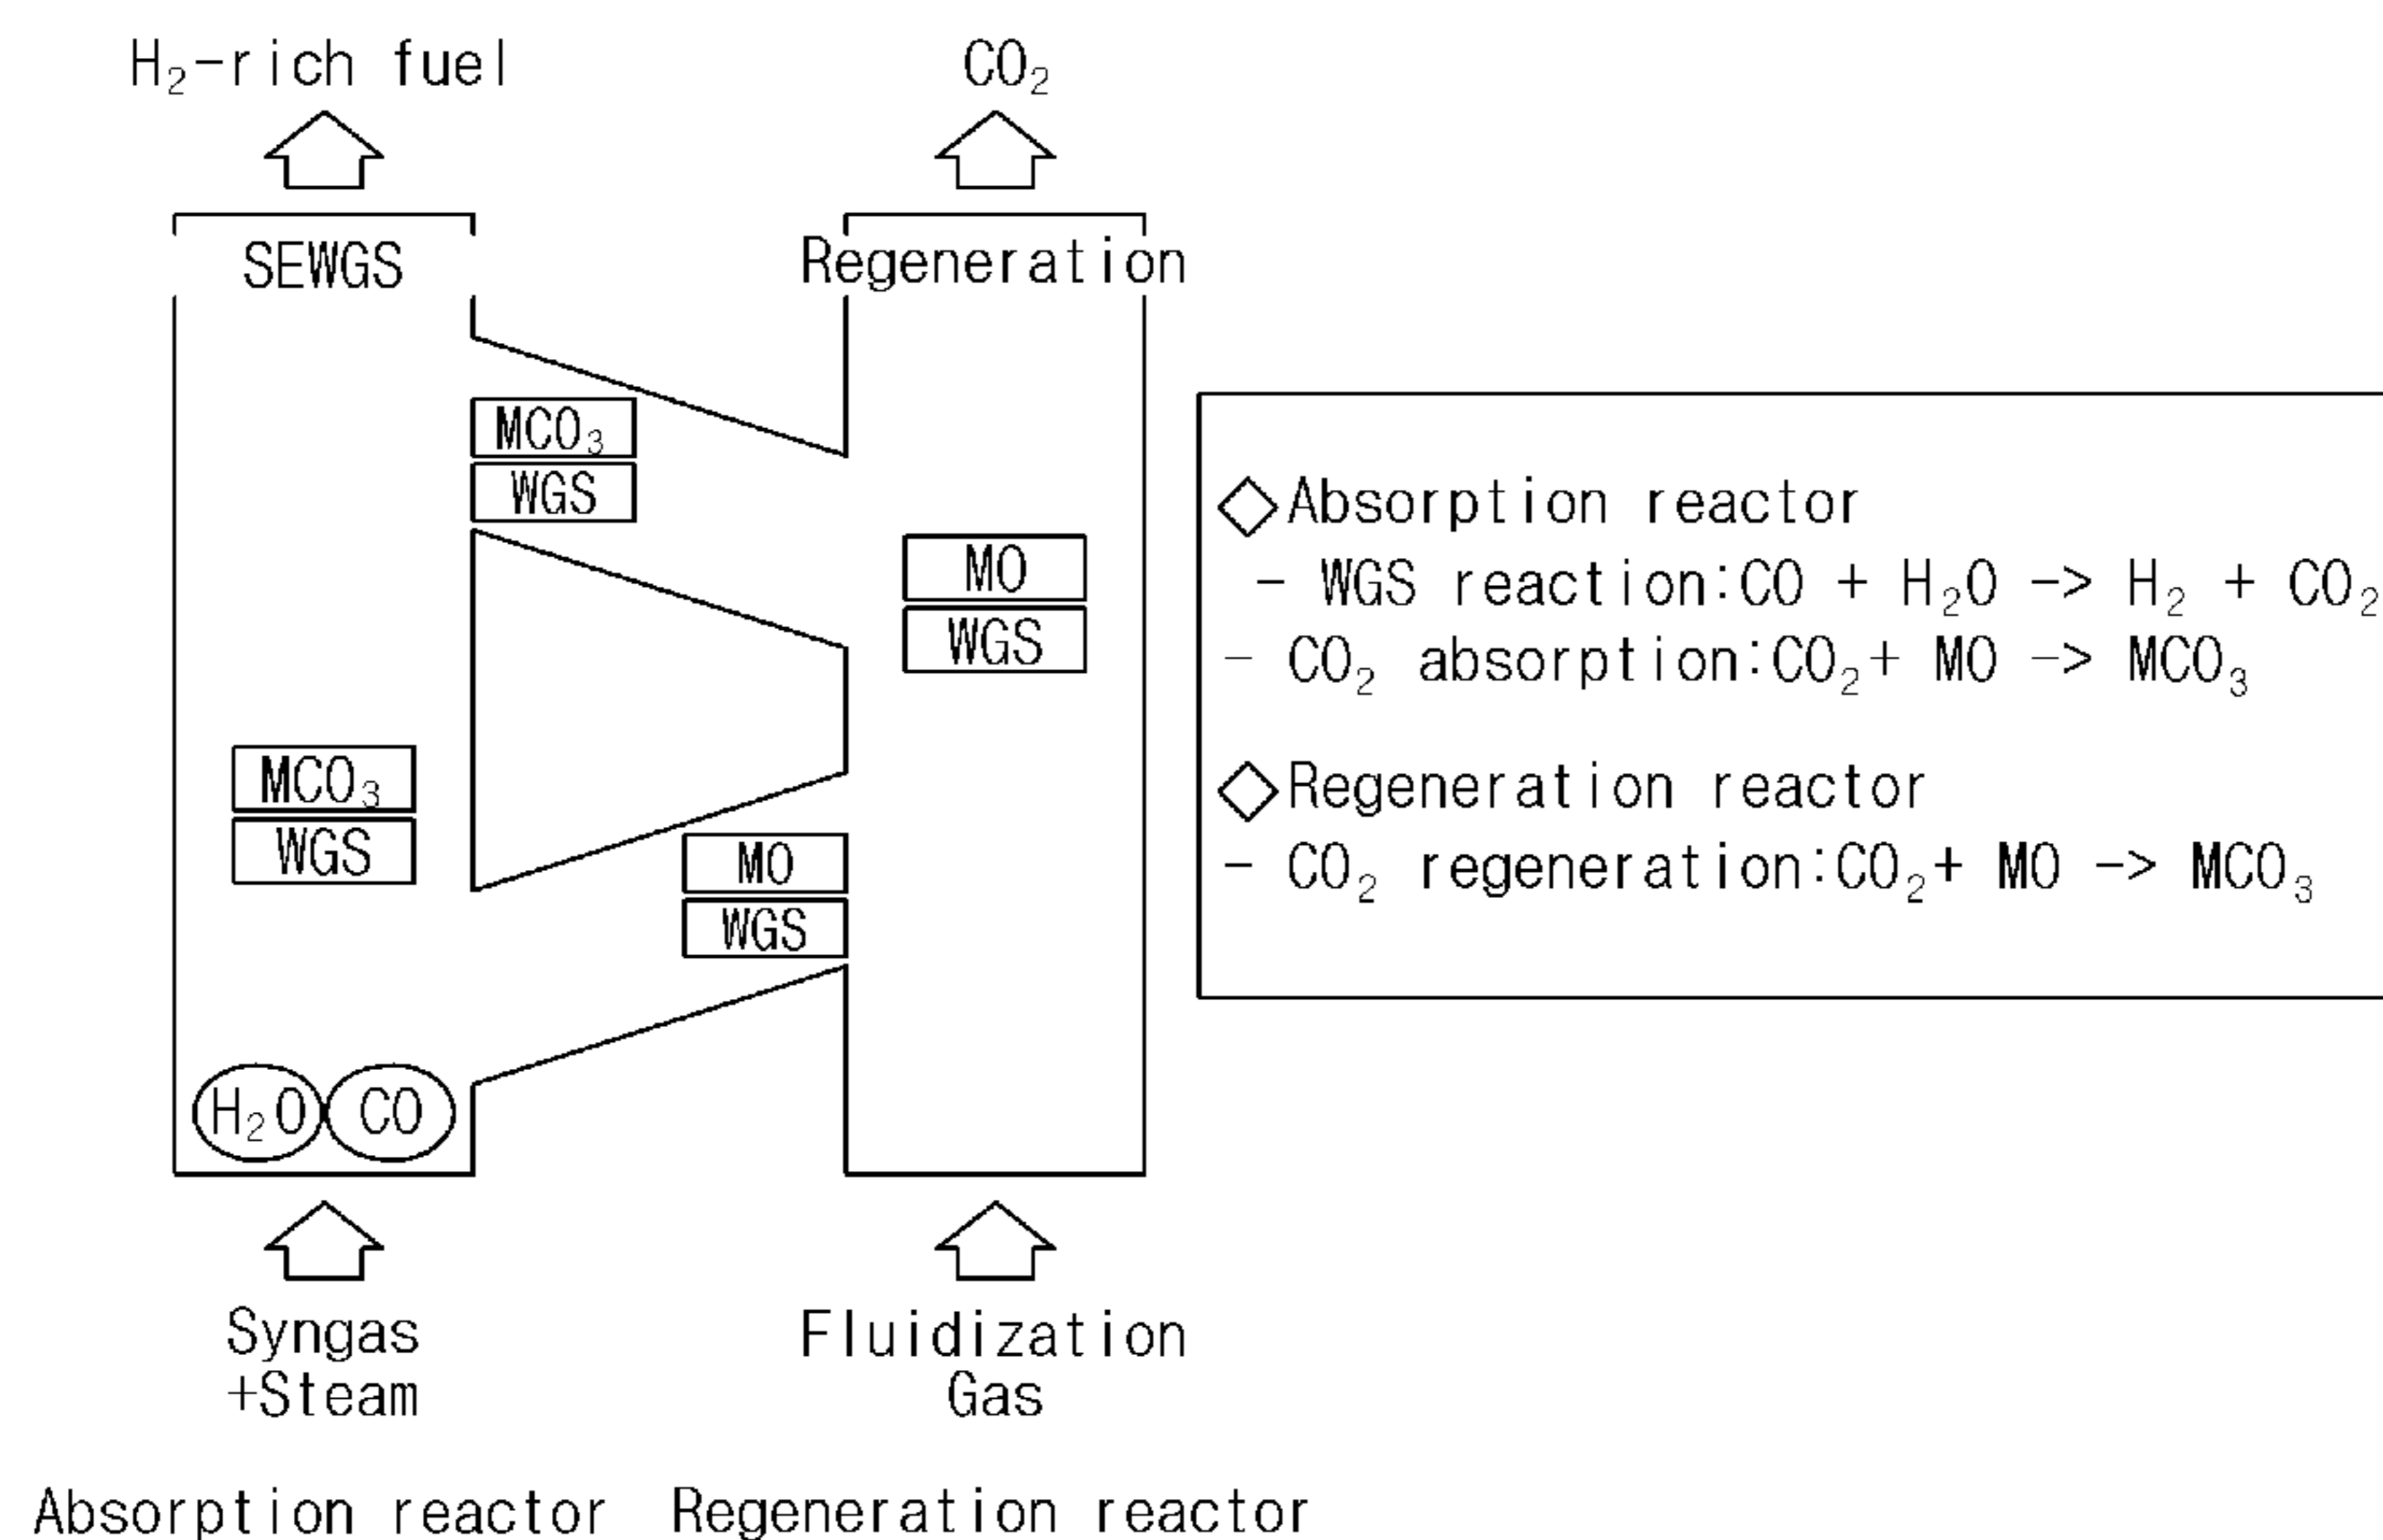 H₂-rich fuel
CO₂
SEWGS
Regeneration
MCO₃
WGS
MO
WGS
MCO₃
WGS
MO
WGS
H₂O
CO
Syngas
+Steam
Fluidization
Gas
Absorption reactor
Regeneration reactor
◇Absorption reactor
- WGS reaction:CO + H₂O -> H₂ + CO₂
- CO₂ absorption:CO₂+ MO -> MCO₃
◇Regeneration reactor
- CO₂ regeneration:CO₂+ MO -> MCO₃